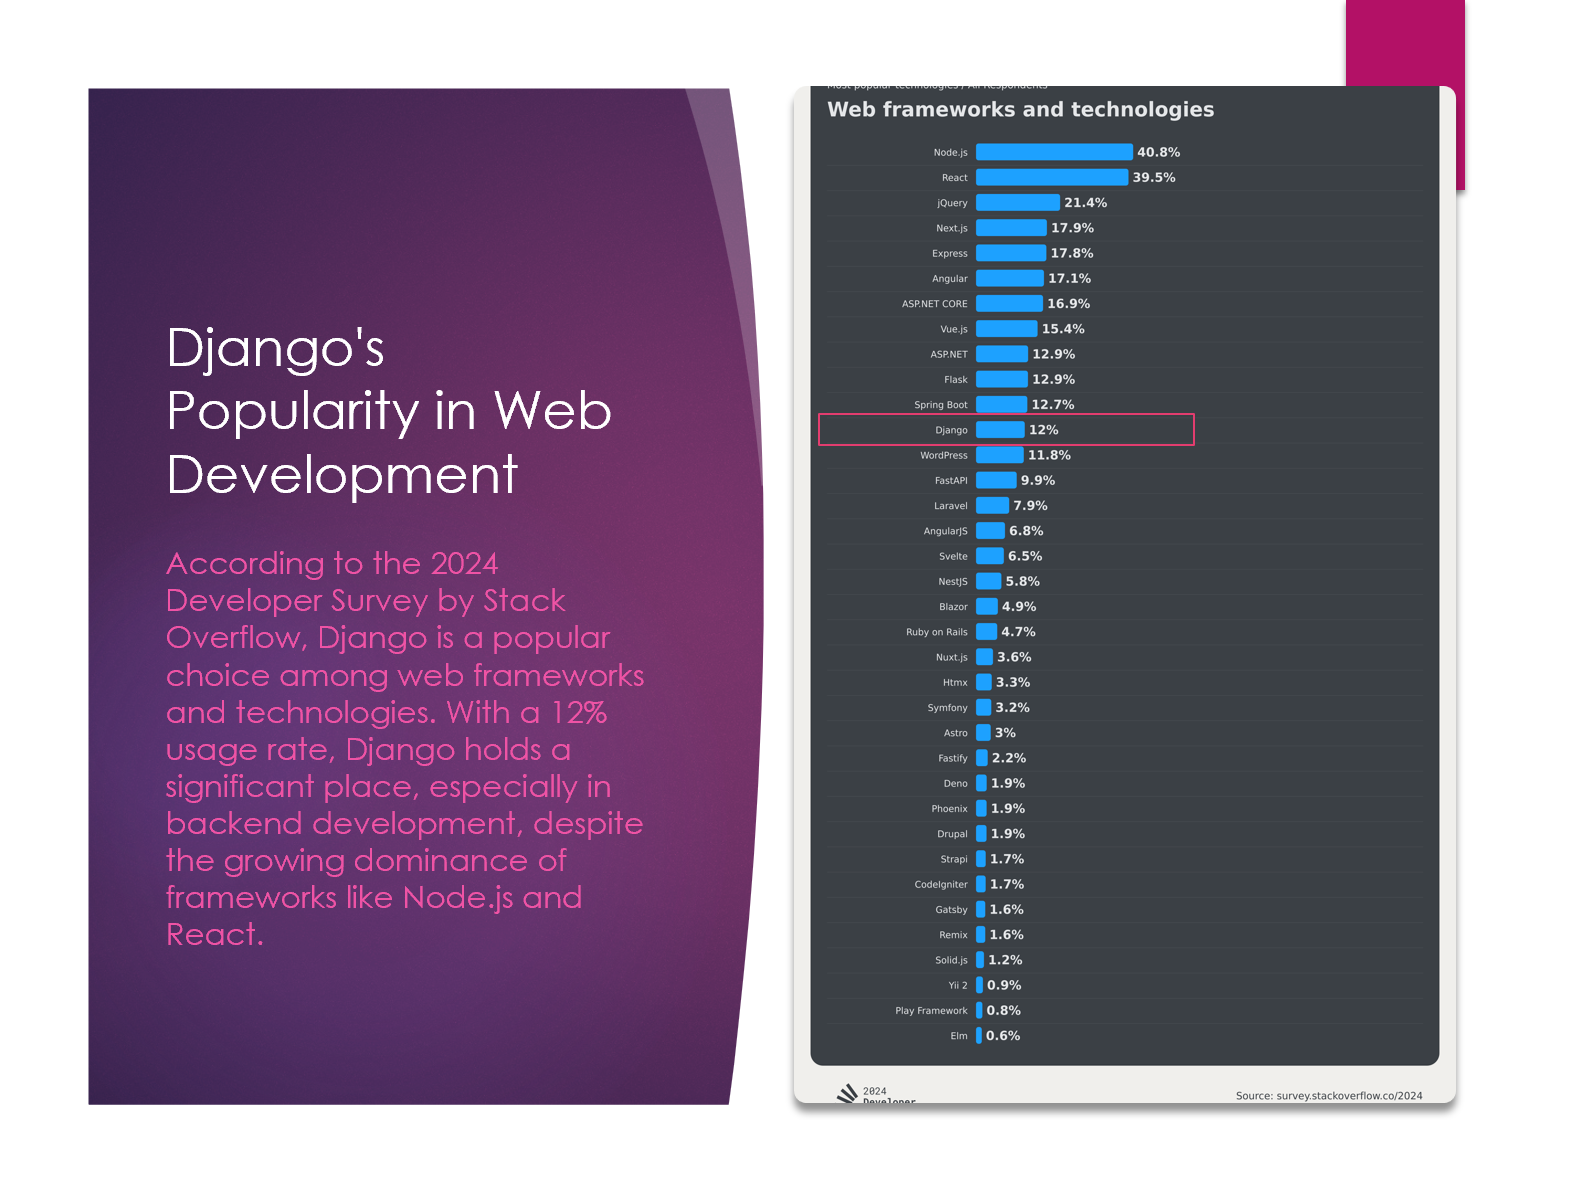 Django's
Popularity in Web
Development
According to the 2024
Developer Survey by Stack
Overflow, Django is a popular
choice among web frameworks
and technologies. With a 12%
usage rate, Django holds a
significant place, especially in
backend development, despite
the growing dominance of
frameworks like Node.js and
React.
Most popular technologies / All Respondents
Web frameworks and technologies
Node.js 40.8%
React 39.5%
jQuery 21.4%
Next.js 17.9%
Express 17.8%
Angular 17.1%
ASP.NET CORE 16.9%
Vue.js 15.4%
ASP.NET 12.9%
Flask 12.9%
Spring Boot 12.7%
Django 12%
WordPress 11.8%
FastAPI 9.9%
Laravel 7.9%
AngularJS 6.8%
Svelte 6.5%
NestJS 5.8%
Blazor 4.9%
Ruby on Rails 4.7%
Nuxt.js 3.6%
Htmx 3.3%
Symfony 3.2%
Astro 3%
Fastify 2.2%
Deno 1.9%
Phoenix 1.9%
Drupal 1.9%
Strapi 1.7%
CodeIgniter 1.7%
Gatsby 1.6%
Remix 1.6%
Solid.js 1.2%
Yii 2 0.9%
Play Framework 0.8%
Elm 0.6%
2024
Developer
Source: survey.stackoverflow.co/2024